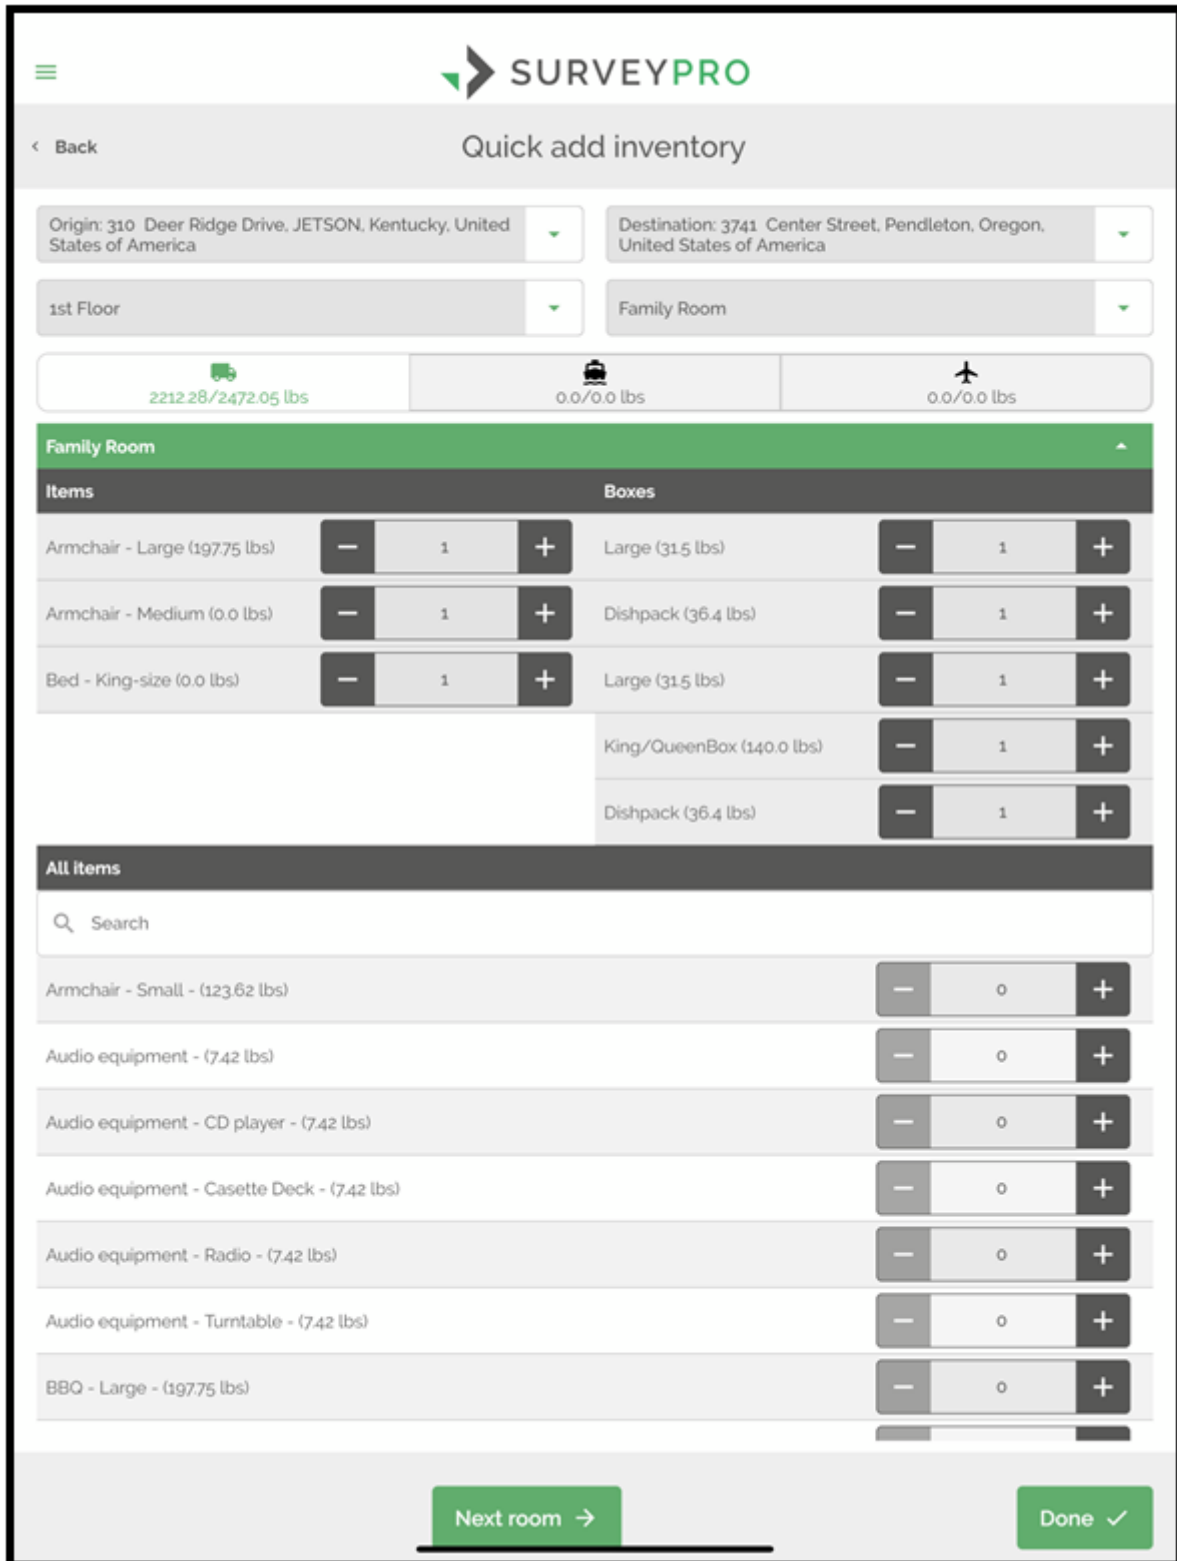 SURVEYPRO
Back
Quick add inventory
Origin: 310 Deer Ridge Drive, JETSON, Kentucky, United
States of America
Destination: 3741 Center Street, Pendleton, Oregon,
United States of America
1st Floor
Family Room
2212.28/2472.05 lbs
0.0/0.0 lbs
0.0/0.0 lbs
Family Room
Items
Boxes
Armchair - Large (197.75 lbs)
1
Large (31.5 lbs)
1
Armchair - Medium (0.0 lbs)
1
Dishpack (36.4 lbs)
1
Bed - King-size (0.0 lbs)
1
Large (31.5 lbs)
1
King/QueenBox (140.0 lbs)
1
Dishpack (36.4 lbs)
1
All items
Search
Armchair - Small - (123.62 lbs)
0
Audio equipment - (7.42 lbs)
0
Audio equipment - CD player - (7.42 lbs)
0
Audio equipment - Casette Deck - (7.42 lbs)
0
Audio equipment - Radio - (7.42 lbs)
0
Audio equipment - Turntable - (7.42 lbs)
0
BBQ - Large - (197.75 lbs)
0
Next room
Done